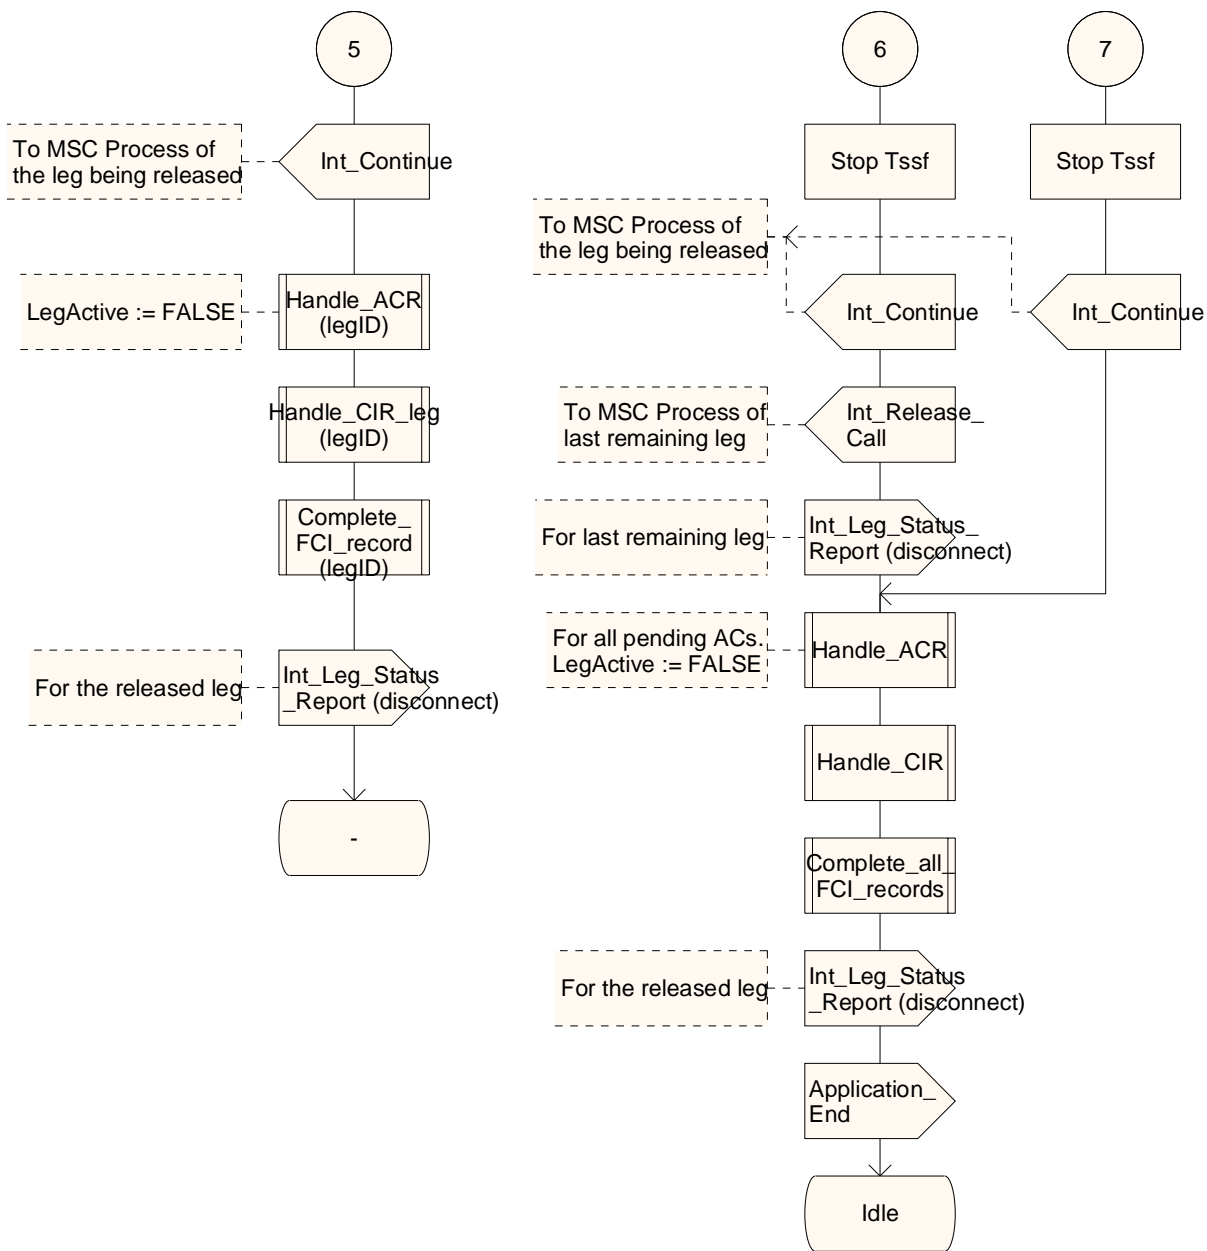 5
To MSC Process of
the leg being released
Int_Continue
LegActive := FALSE
Handle_ACR
(legID)
Handle_CIR_leg
(legID)
Complete_
FCI_record
(legID)
For the released leg
Int_Leg_Status
_Report (disconnect)
-
6
7
Stop Tssf
Stop Tssf
To MSC Process of
the leg being released
Int_Continue
Int_Continue
To MSC Process of
last remaining leg
Int_Release_
Call
For last remaining leg
Int_Leg_Status_
Report (disconnect)
For all pending ACs.
LegActive := FALSE
Handle_ACR
Handle_CIR
Complete_all_
FCI_records
For the released leg
Int_Leg_Status
_Report (disconnect)
Application_
End
Idle